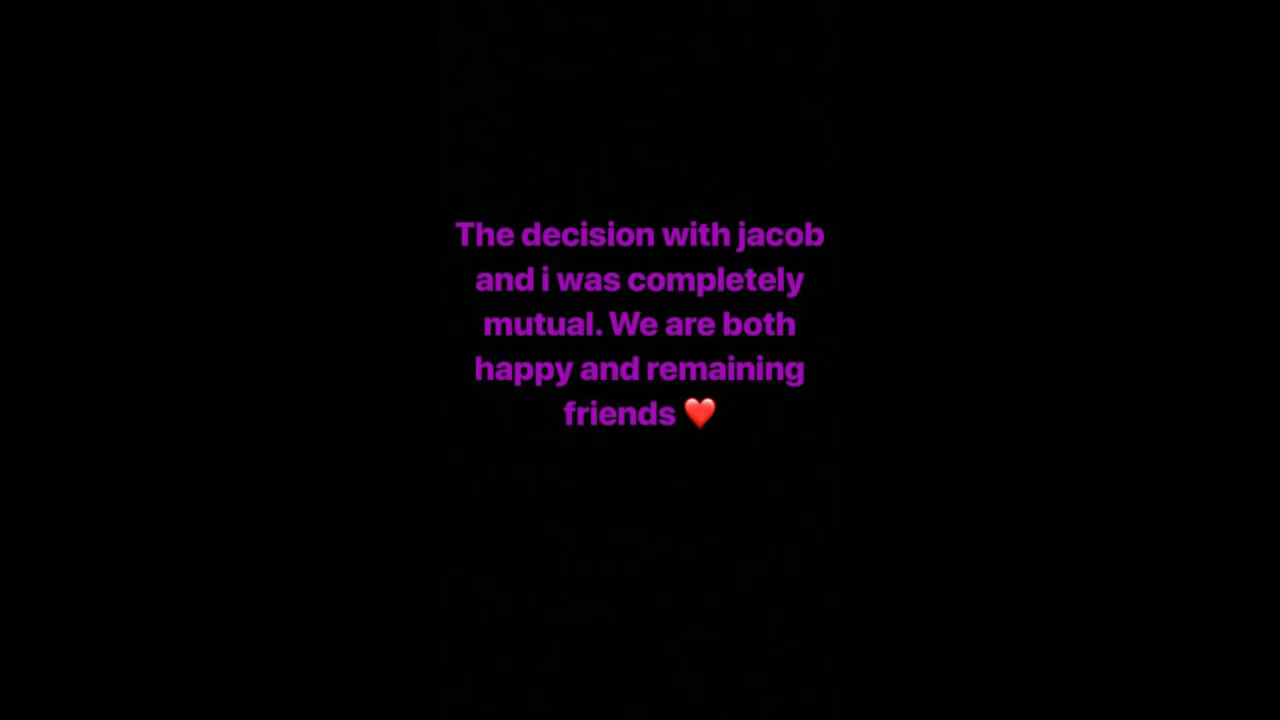 The decision with jacob
and i was completely
mutual. We are both
happy and remaining
friends ❤️